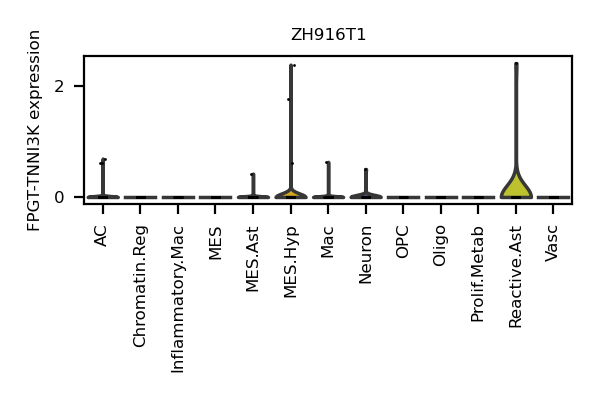 ZH916T1
FPGT-TNNI3K expression
2
0
AC
Chromatin.Reg
Inflammatory.Mac
MES
MES.Ast
MES.Hyp
Mac
Neuron
OPC
Oligo
Prolif.Metab
Reactive.Ast
Vasc